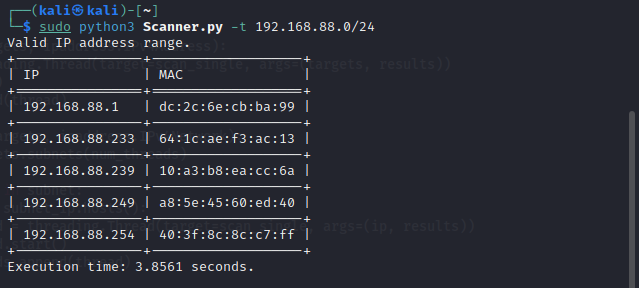 ┌──(kali㉿kali)-[~]
└─$ sudo python3 Scanner.py -t 192.168.88.0/24
Valid IP address range.
IP | MAC
192.168.88.1 | dc:2c:6e:cb:ba:99
192.168.88.233 | 64:1c:ae:f3:ac:13
192.168.88.239 | 10:a3:b8:ea:cc:6a
192.168.88.249 | a8:5e:45:60:ed:40
192.168.88.254 | 40:3f:8c:8c:c7:ff
Execution time: 3.8561 seconds.